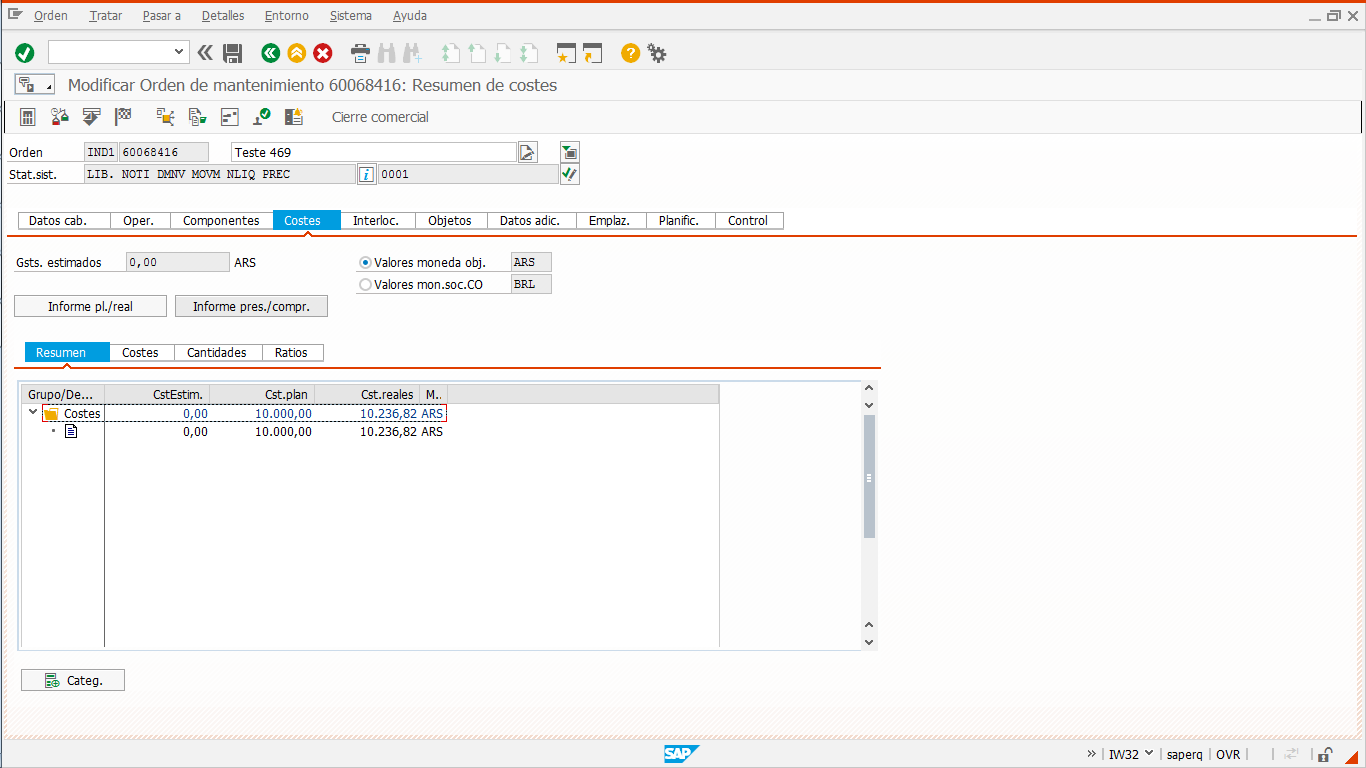 Orden Tratar Pasar a Detalles Entorno Sistema Ayuda
Modificar Orden de mantenimiento 60068416: Resumen de costes
Cierre comercial
Orden IND1 60068416 Teste 469
Stat.sist. LIB. NOTI DMNV MOVM NLIQ PREC 0001
Datos cab. Oper. Componentes Costes Interloc. Objetos Datos adic. Emplaz. Planific. Control
Gsts. estimados 0,00 ARS Valores moneda obj. ARS
Valores mon.soc.CO BRL
Informe pl./real Informe pres./compr.
Resumen Costes Cantidades Ratios
Grupo/De... CstEstim. Cst.plan Cst.reales M..
Costes 0,00 10.000,00 10.236,82 ARS
0,00 10.000,00 10.236,82 ARS
Categ.
SAP IW32 saperq OVR